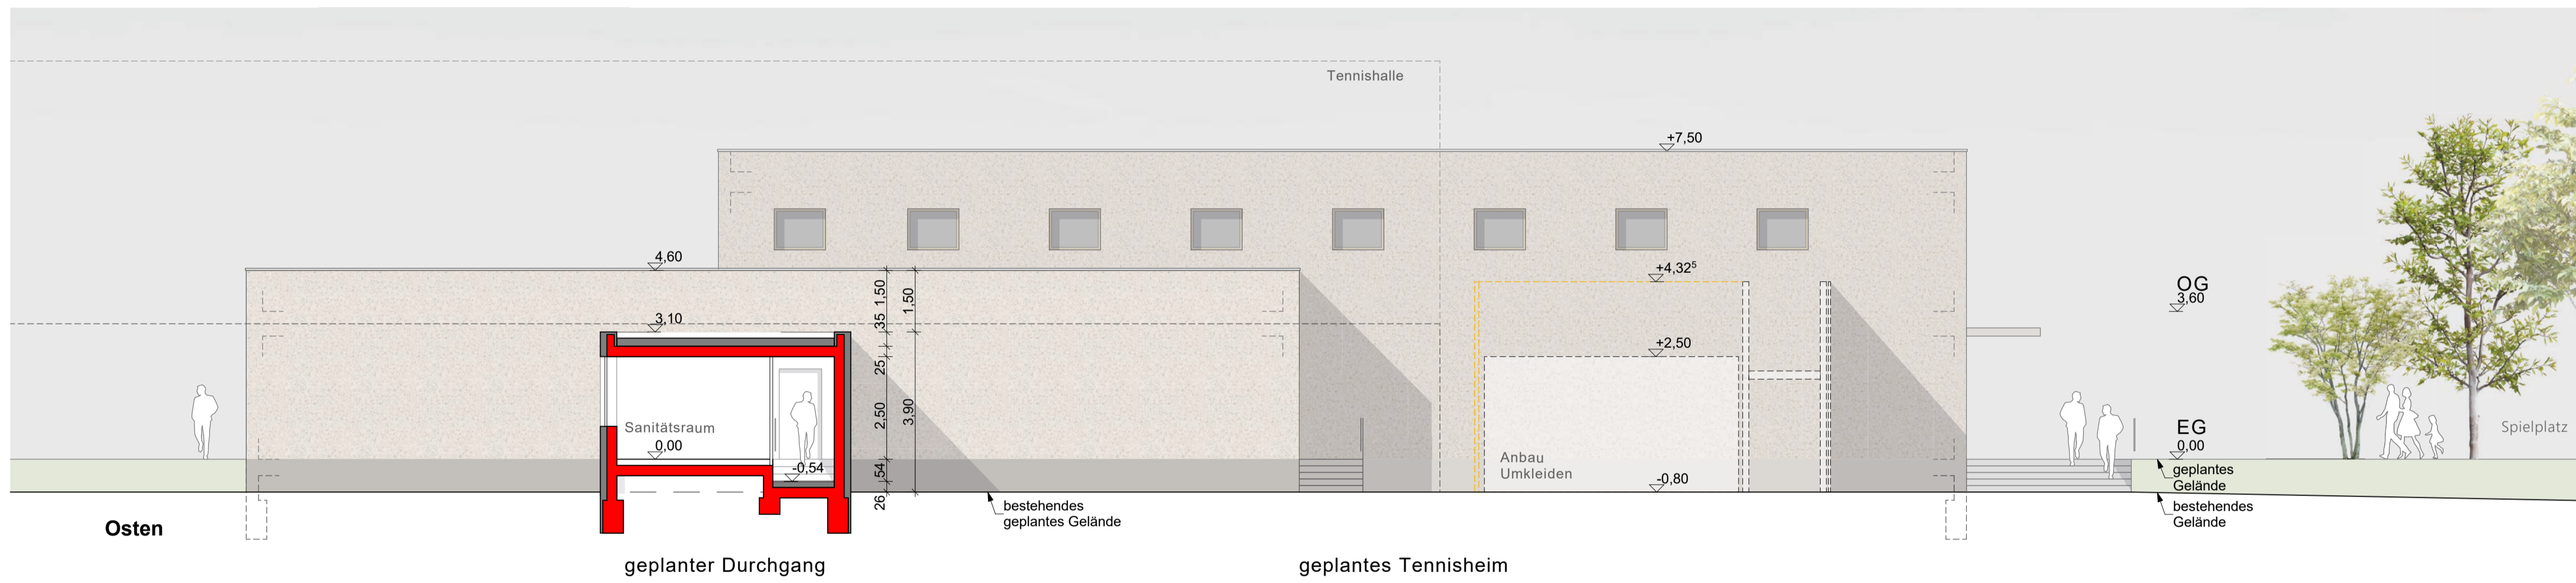 Tennishalle
+7,50
4,60
+4,32⁵
OG
3,60
3,10
1,50
35
1,50
+2,50
25
2,50
3,90
Sanitätsraum
0,00
-0,54
54
26
Anbau
Umkleiden
-0,80
EG
0,00
Spielplatz
geplantes
Gelände
bestehendes
Gelände
bestehendes
geplantes Gelände
Osten
geplanter Durchgang
geplantes Tennisheim